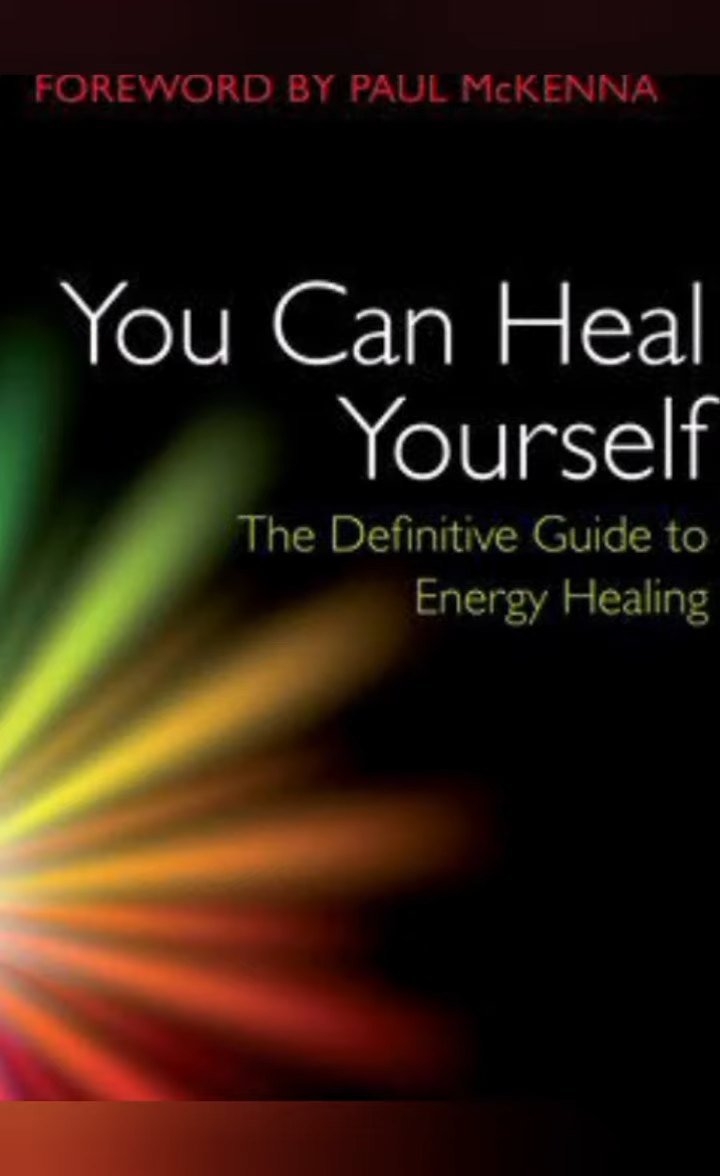 FOREWORD BY PAUL McKENNA
You Can Heal
Yourself
The Definitive Guide to
Energy Healing